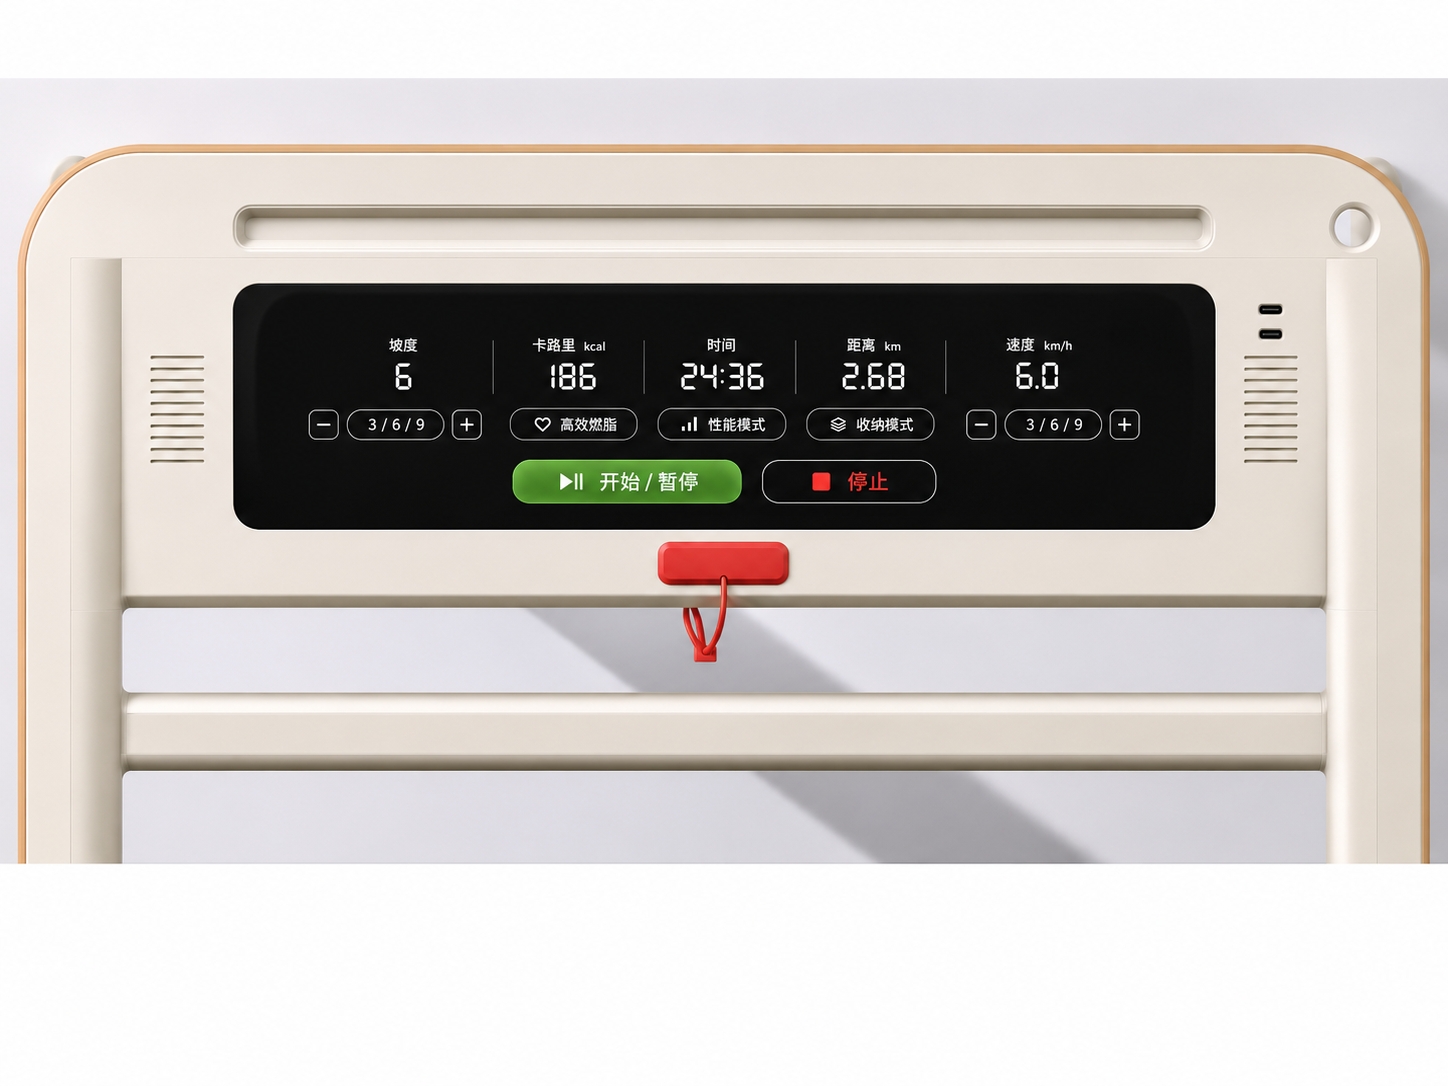 坡度
6
卡路里 kcal
186
时间
24:36
距离 km
2.68
速度 km/h
6.0
− 3 / 6 / 9 +
高效燃脂
性能模式
收纳模式
− 3 / 6 / 9 +
开始 / 暂停
停止